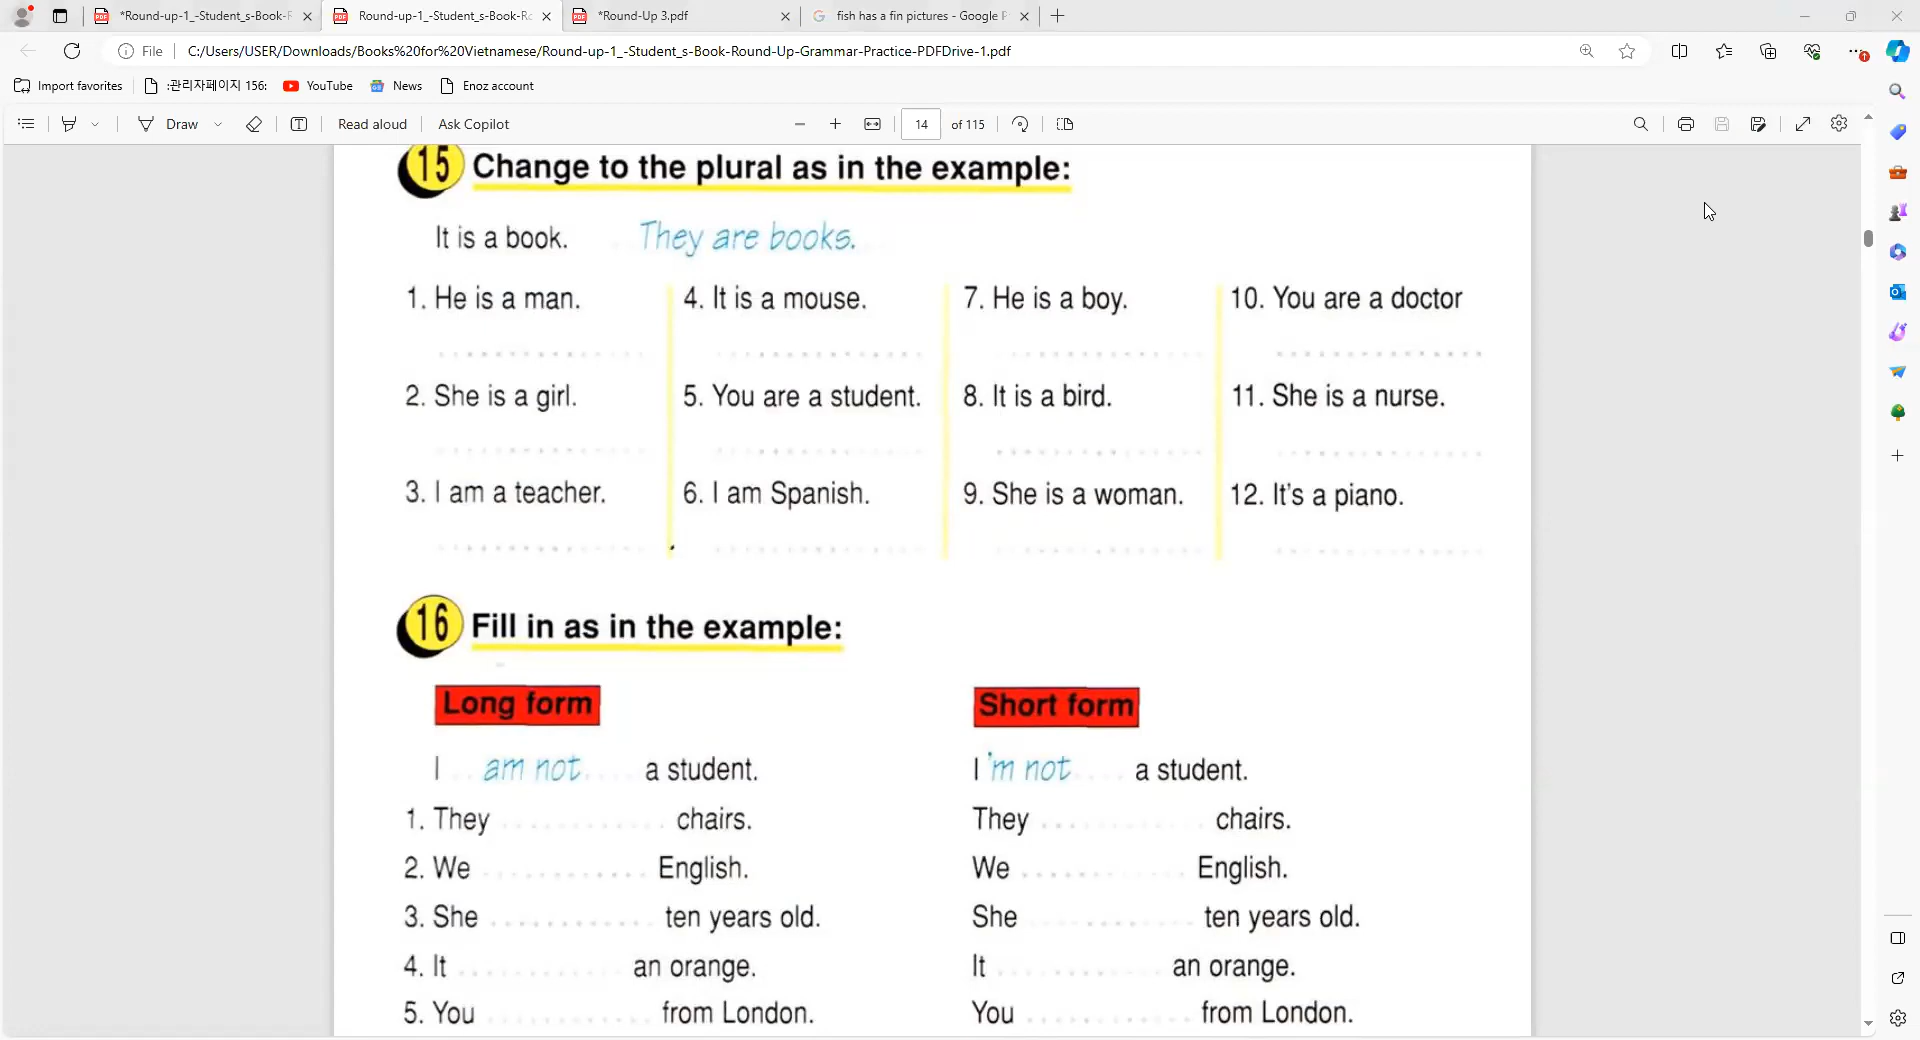 *Round-up-1_-Student_s-Book-R
Round-up-1_-Student_s-Book-Ro
*Round-Up 3.pdf
fish has a fin pictures - Google P
File
C:/Users/USER/Downloads/Books%20for%20Vietnamese/Round-up-1_-Student_s-Book-Round-Up-Grammar-Practice-PDFDrive-1.pdf
Import favorites
:관리자페이지 156:
YouTube
News
Enoz account
Draw
Read aloud
Ask Copilot
14 of 115
15 Change to the plural as in the example:
It is a book. They are books.
1. He is a man. 4. It is a mouse. 7. He is a boy. 10. You are a doctor
2. She is a girl. 5. You are a student. 8. It is a bird. 11. She is a nurse.
3. I am a teacher. 6. I am Spanish. 9. She is a woman. 12. It's a piano.
16 Fill in as in the example:
Long form Short form
I am not a student. I 'm not a student.
1. They chairs. They chairs.
2. We English. We English.
3. She ten years old. She ten years old.
4. It an orange. It an orange.
5. You from London. You from London.